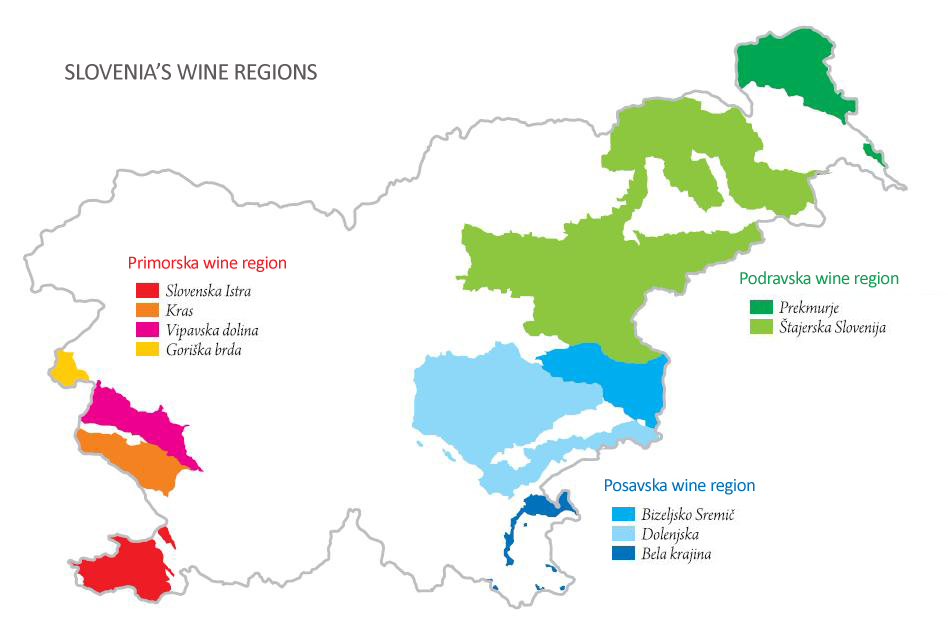 SLOVENIA'S WINE REGIONS
Primorska wine region
Slovenska Istra
Kras
Vipavska dolina
Goriška brda
Podravska wine region
Prekmurje
Štajerska Slovenija
Posavska wine region
Bizeljsko Sremič
Dolenjska
Bela krajina